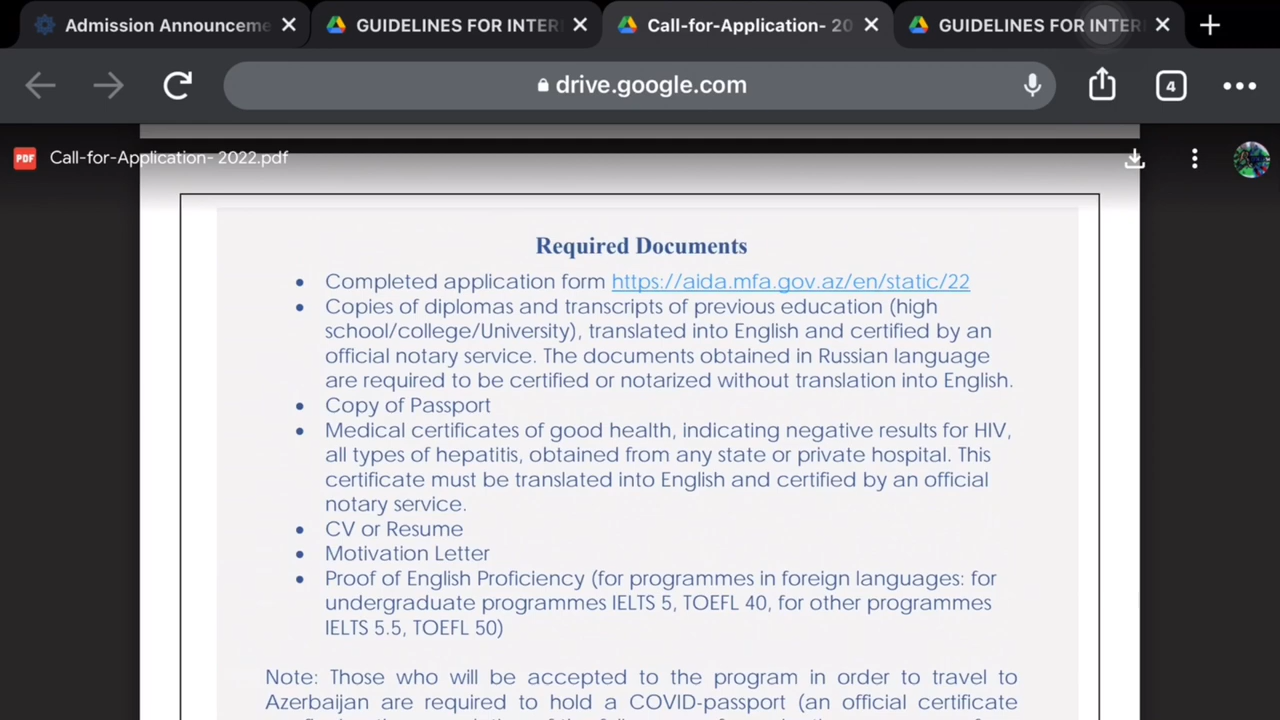 Admission Announceme
GUIDELINES FOR INTER
Call-for-Application- 20
GUIDELINES FOR INTER
drive.google.com
4
PDF
Call-for-Application- 2022.pdf
Required Documents
• Completed application form https://aida.mfa.gov.az/en/static/22
• Copies of diplomas and transcripts of previous education (high
school/college/University), translated into English and certified by an
official notary service. The documents obtained in Russian language
are required to be certified or notarized without translation into English.
• Copy of Passport
• Medical certificates of good health, indicating negative results for HIV,
all types of hepatitis, obtained from any state or private hospital. This
certificate must be translated into English and certified by an official
notary service.
• CV or Resume
• Motivation Letter
• Proof of English Proficiency (for programmes in foreign languages: for
undergraduate programmes IELTS 5, TOEFL 40, for other programmes
IELTS 5.5, TOEFL 50)
Note: Those who will be accepted to the program in order to travel to
Azerbaijan are required to hold a COVID-passport (an official certificate